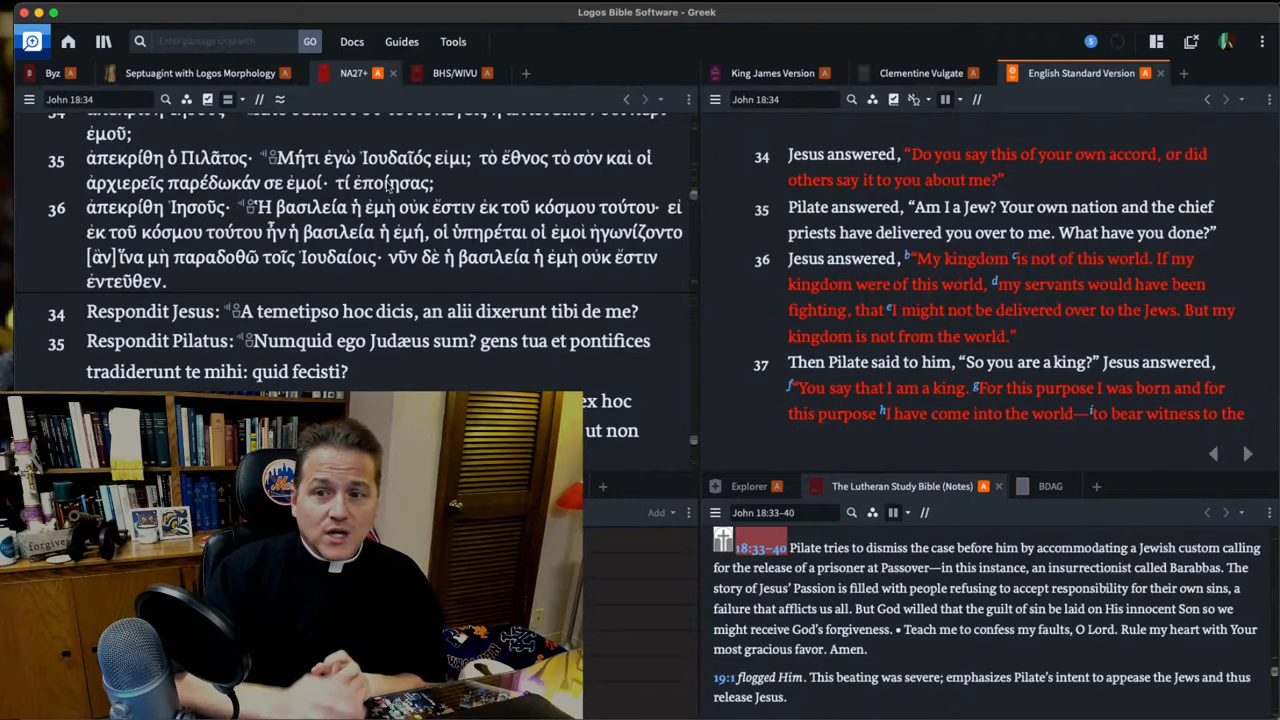 Logos Bible Software - Greek
Enter passage or search GO Docs Guides Tools 5
Byz A Septuagint with Logos Morphology A NA27+ A BHS/WIVU A
John 18:34
ἐμοῦ;
35 ἀπεκρίθη ὁ Πιλᾶτος· Μήτι ἐγὼ Ἰουδαῖός εἰμι; τὸ ἔθνος τὸ σὸν καὶ οἱ
ἀρχιερεῖς παρέδωκάν σε ἐμοί· τί ἐποίησας;
36 ἀπεκρίθη Ἰησοῦς· Ἡ βασιλεία ἡ ἐμὴ οὐκ ἔστιν ἐκ τοῦ κόσμου τούτου· εἰ
ἐκ τοῦ κόσμου τούτου ἦν ἡ βασιλεία ἡ ἐμή, οἱ ὑπηρέται οἱ ἐμοὶ ἠγωνίζοντο
[ἂν] ἵνα μὴ παραδοθῶ τοῖς Ἰουδαίοις· νῦν δὲ ἡ βασιλεία ἡ ἐμὴ οὐκ ἔστιν
ἐντεῦθεν.
34 Respondit Jesus: A temetipso hoc dicis, an alii dixerunt tibi de me?
35 Respondit Pilatus: Numquid ego Judæus sum? gens tua et pontifices
tradiderunt te mihi: quid fecisti?
ex hoc
ut non
Add
forgive
Mets
King James Version A Clementine Vulgate A English Standard Version A
John 18:34
34 Jesus answered, “Do you say this of your own accord, or did
others say it to you about me?”
35 Pilate answered, “Am I a Jew? Your own nation and the chief
priests have delivered you over to me. What have you done?”
36 Jesus answered, b“My kingdom cis not of this world. If my
kingdom were of this world, dmy servants would have been
fighting, that eI might not be delivered over to the Jews. But my
kingdom is not from the world.”
37 Then Pilate said to him, “So you are a king?” Jesus answered,
f“You say that I am a king. gFor this purpose I was born and for
this purpose hI have come into the world—ito bear witness to the
Explorer A The Lutheran Study Bible (Notes) A BDAG
John 18:33–40
18:33–40 Pilate tries to dismiss the case before him by accommodating a Jewish custom calling
for the release of a prisoner at Passover—in this instance, an insurrectionist called Barabbas. The
story of Jesus’ Passion is filled with people refusing to accept responsibility for their own sins, a
failure that afflicts us all. But God willed that the guilt of sin be laid on His innocent Son so we
might receive God’s forgiveness. • Teach me to confess my faults, O Lord. Rule my heart with Your
most gracious favor. Amen.
19:1 flogged Him. This beating was severe; emphasizes Pilate’s intent to appease the Jews and thus
release Jesus.